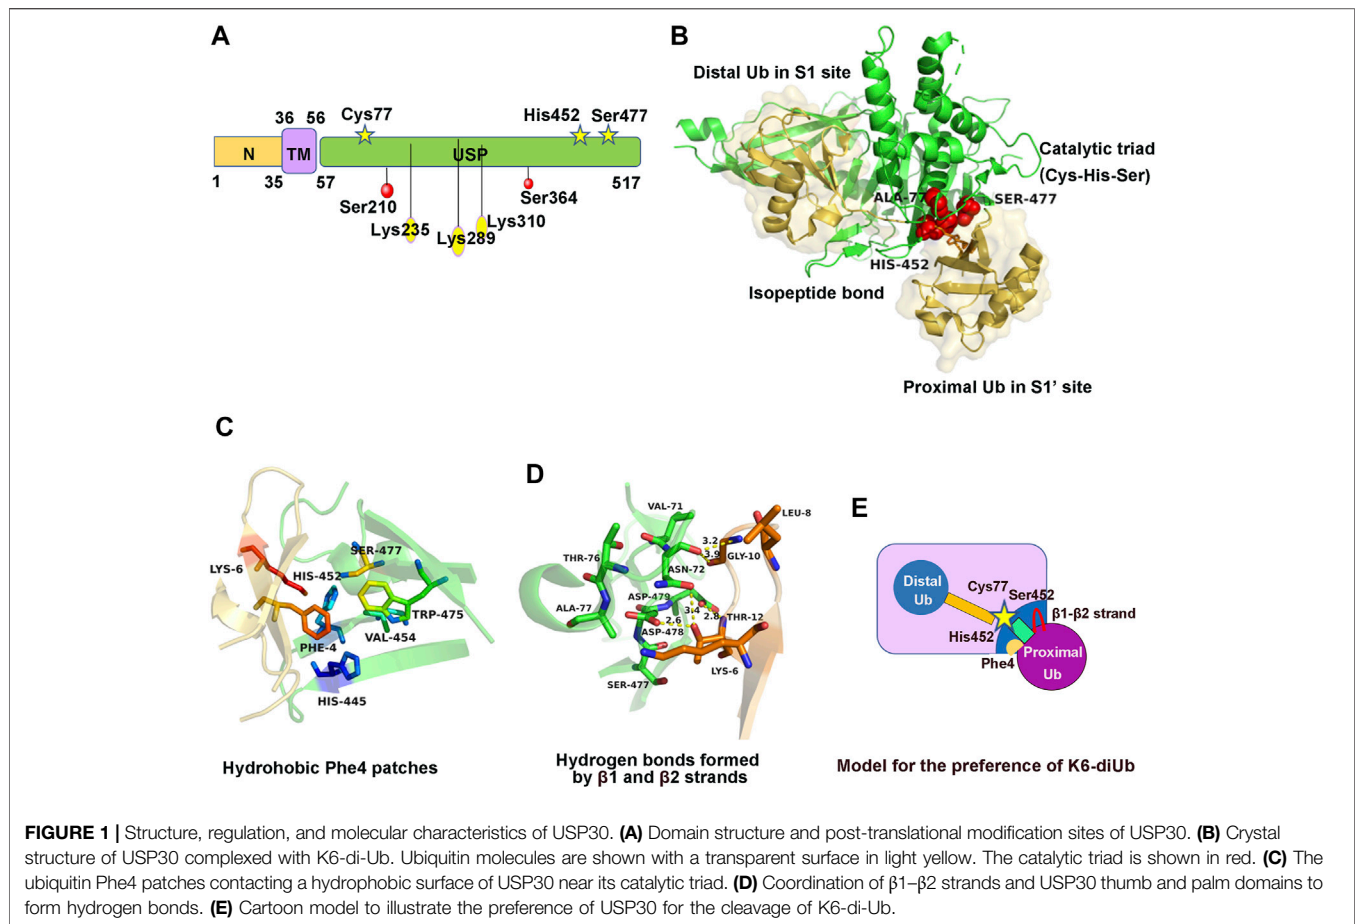 A
36 56
Cys77
His452 Ser477
N
TM
USP
1
35
57
517
Ser210
Ser364
Lys235
Lys289
Lys310
B
Distal Ub in S1 site
Catalytic triad
(Cys-His-Ser)
ALA-77
SER-477
HIS-452
Isopeptide bond
Proximal Ub in S1’ site
C
SER-477
LYS-6
HIS-452
TRP-475
VAL-454
PHE-4
HIS-445
Hydrohobic Phe4 patches
D
VAL-71
LEU-8
3.2
3.9
GLY-10
THR-76
ASN-72
ASP-479
ALA-77
3.4
2.8
THR-12
2.6
ASP-478
LYS-6
SER-477
Hydrogen bonds formed
by β1 and β2 strands
E
Distal
Ub
Cys77
Ser452
β1-β2 strand
His452
Phe4
Proximal
Ub
Model for the preference of K6-diUb
FIGURE 1 | Structure, regulation, and molecular characteristics of USP30. (A) Domain structure and post-translational modification sites of USP30. (B) Crystal
structure of USP30 complexed with K6-di-Ub. Ubiquitin molecules are shown with a transparent surface in light yellow. The catalytic triad is shown in red. (C) The
ubiquitin Phe4 patches contacting a hydrophobic surface of USP30 near its catalytic triad. (D) Coordination of β1–β2 strands and USP30 thumb and palm domains to
form hydrogen bonds. (E) Cartoon model to illustrate the preference of USP30 for the cleavage of K6-di-Ub.